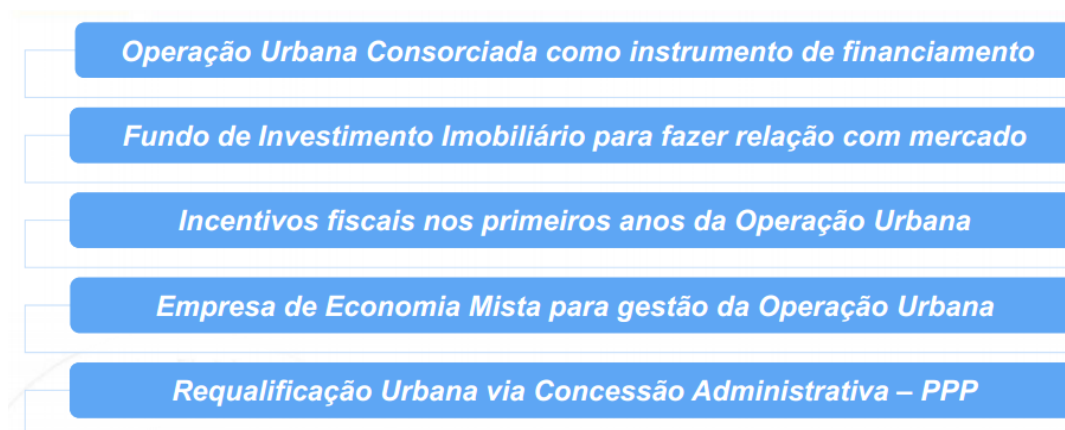 Operação Urbana Consorciada como instrumento de financiamento
Fundo de Investimento Imobiliário para fazer relação com mercado
Incentivos fiscais nos primeiros anos da Operação Urbana
Empresa de Economia Mista para gestão da Operação Urbana
Requalificação Urbana via Concessão Administrativa – PPP